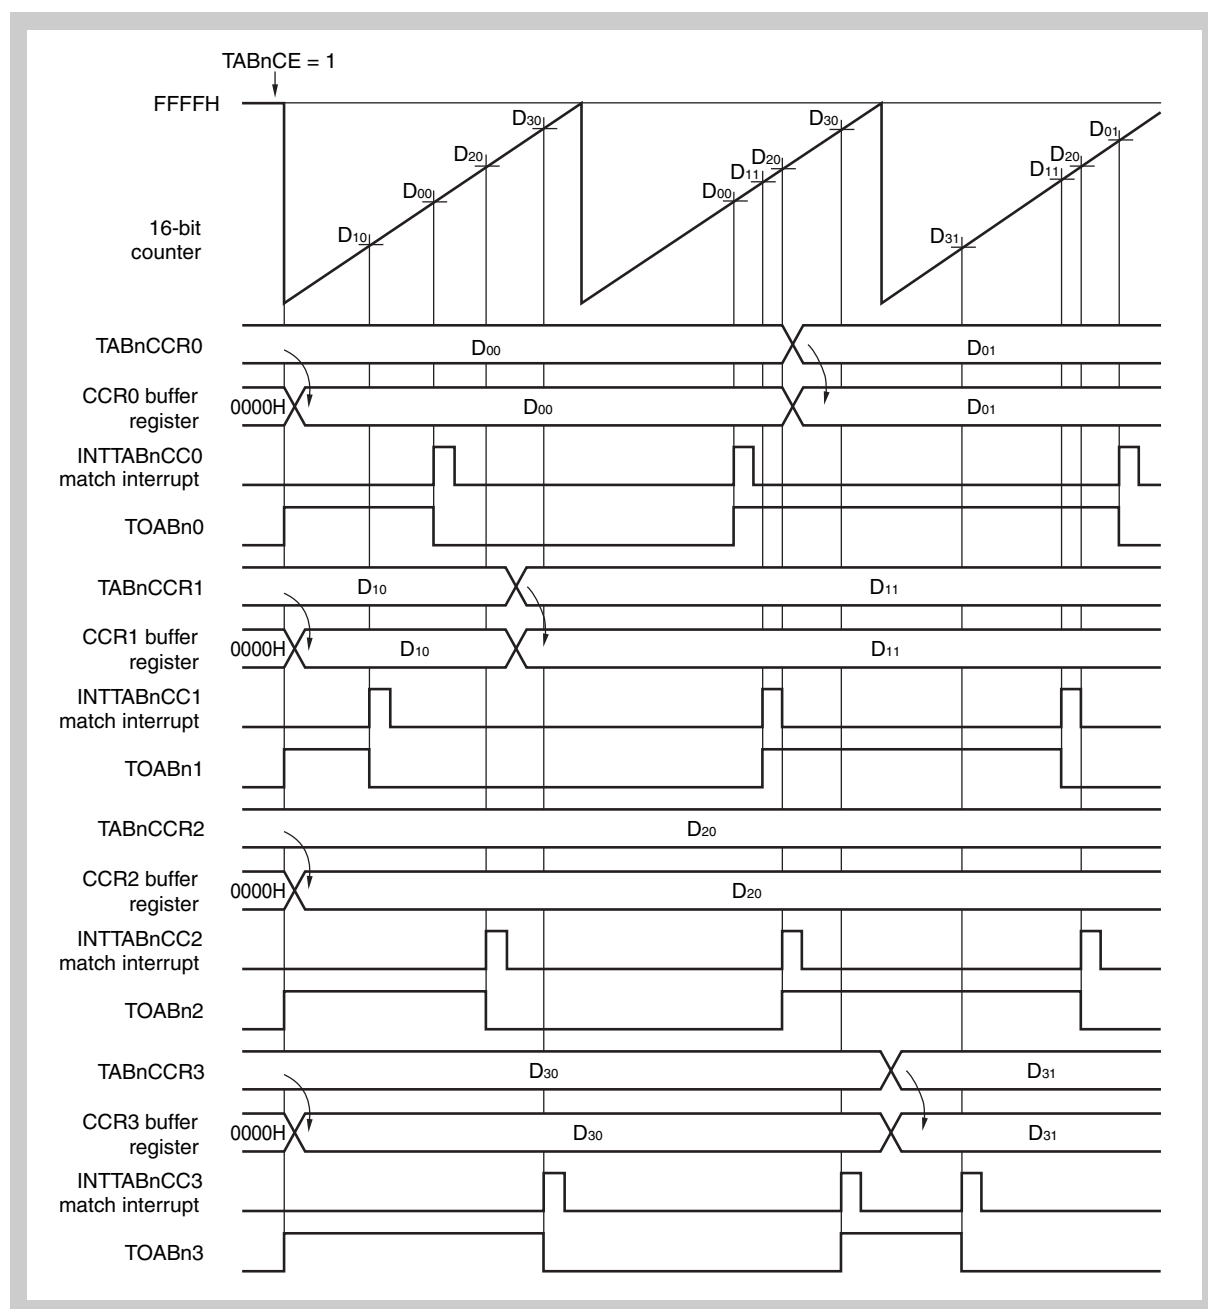 TABnCE = 1
FFFFH
D30
D30
D01
D20
D20
D20
D11
D11
D00
D00
16-bit
counter
D10
D31
TABnCCR0
D00
D01
CCR0 buffer
register
0000H
D00
D01
INTTABnCC0
match interrupt
TOABn0
TABnCCR1
D10
D11
CCR1 buffer
register
0000H
D10
D11
INTTABnCC1
match interrupt
TOABn1
TABnCCR2
D20
CCR2 buffer
register
0000H
D20
INTTABnCC2
match interrupt
TOABn2
TABnCCR3
D30
D31
CCR3 buffer
register
0000H
D30
D31
INTTABnCC3
match interrupt
TOABn3